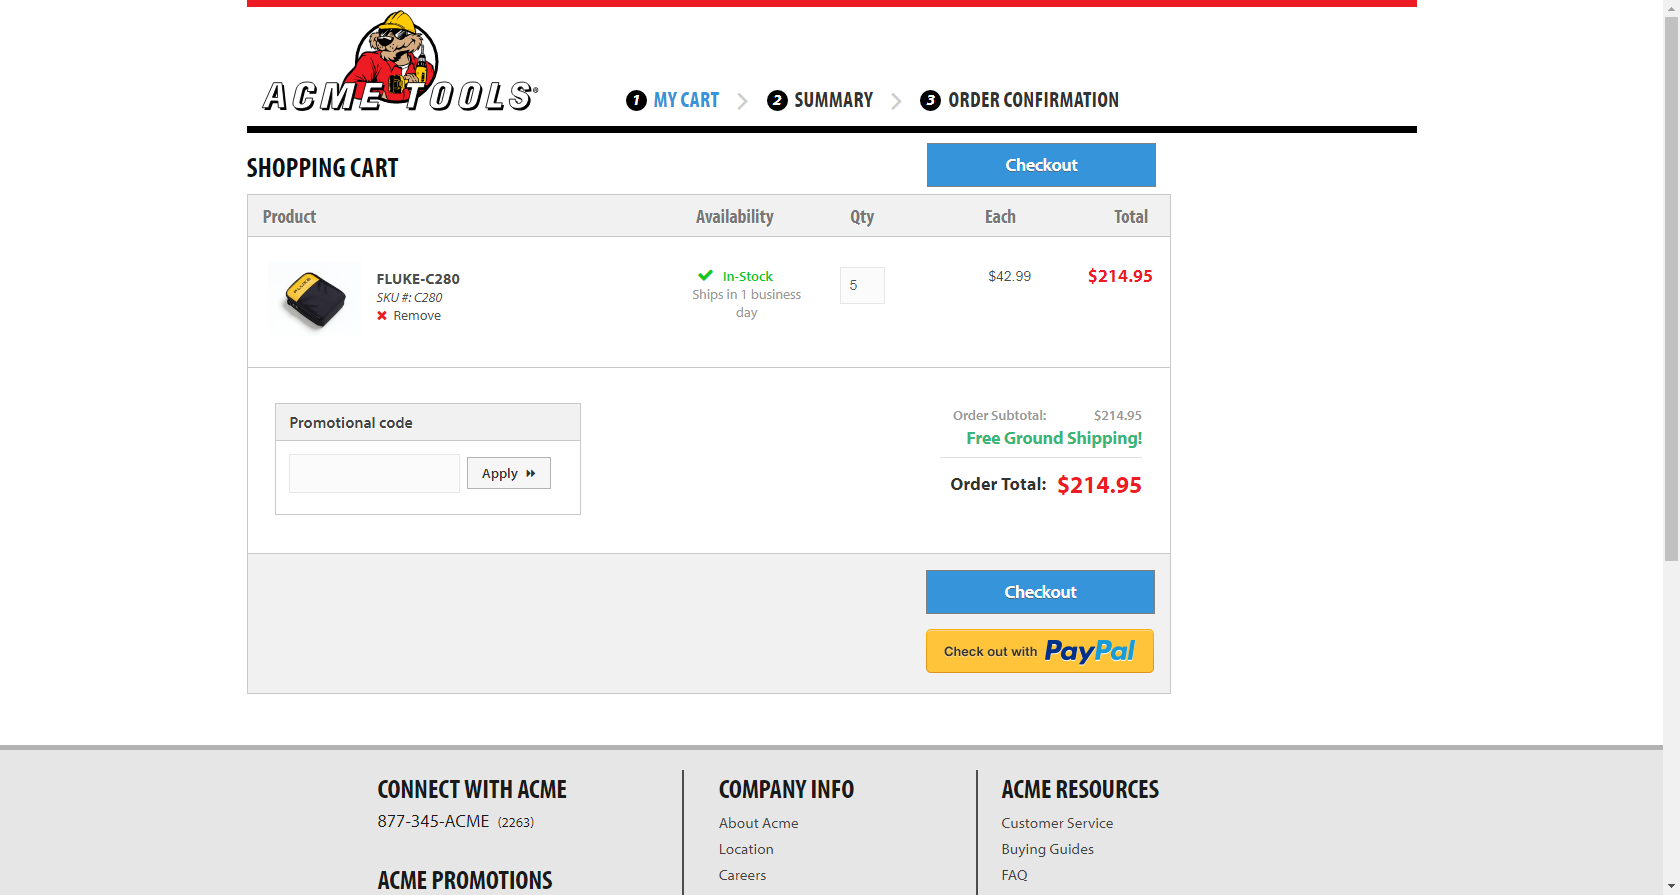 ACME TOOLS®
1 MY CART 2 SUMMARY 3 ORDER CONFIRMATION
SHOPPING CART
Checkout
Product Availability Qty Each Total
FLUKE-C280
SKU #: C280
Remove
In-Stock
Ships in 1 business
day
5
$42.99
$214.95
Promotional code
Apply
Order Subtotal: $214.95
Free Ground Shipping!
Order Total: $214.95
Checkout
Check out with PayPal
CONNECT WITH ACME
877-345-ACME (2263)
ACME PROMOTIONS
COMPANY INFO
About Acme
Location
Careers
ACME RESOURCES
Customer Service
Buying Guides
FAQ